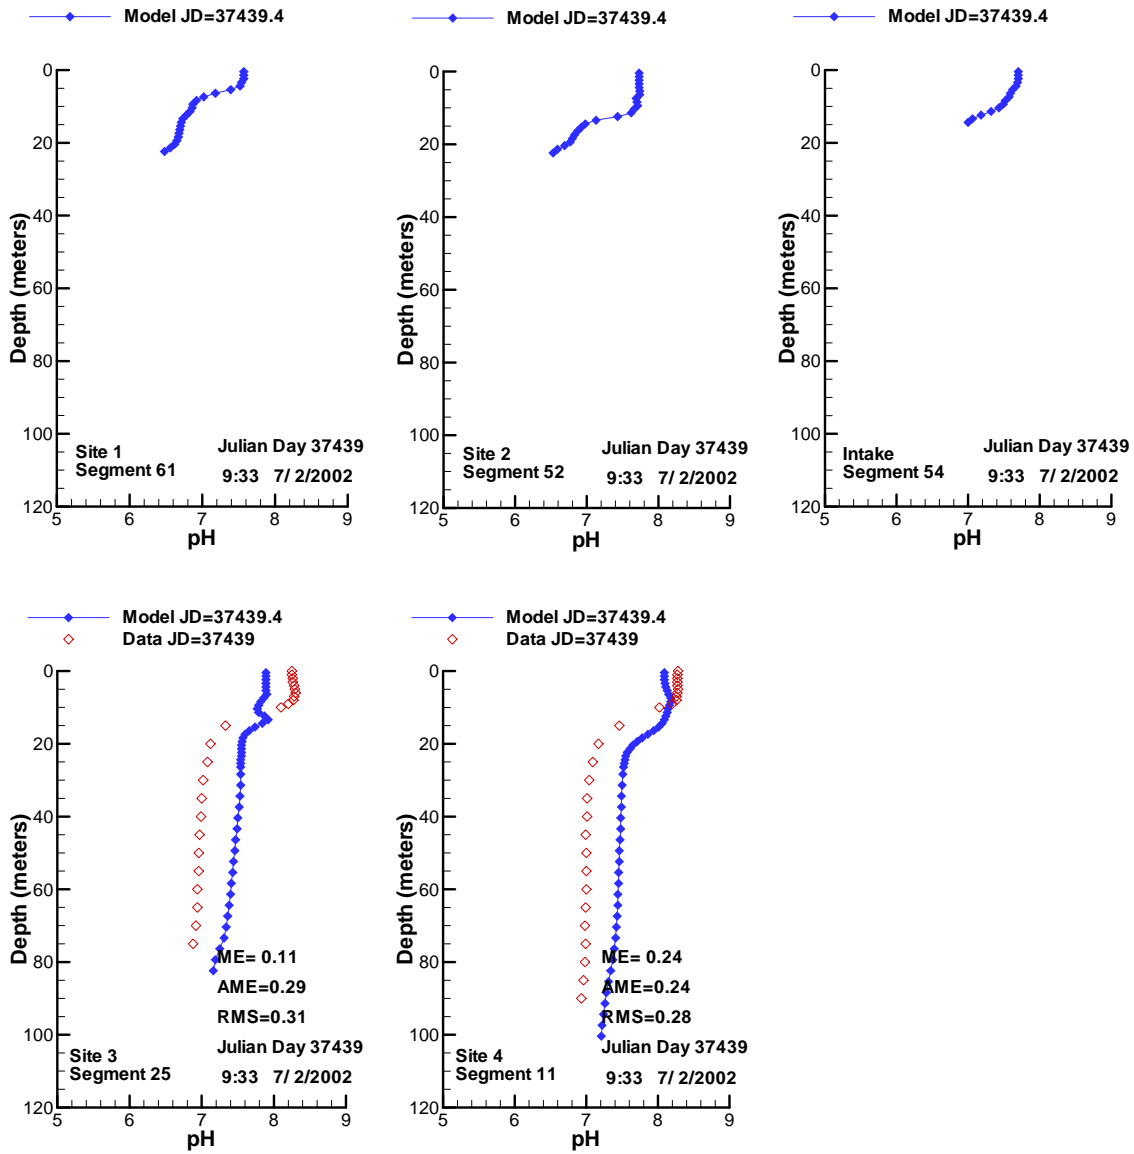 Model JD=37439.4
0
20
40
60
80
100
120
Depth (meters)
Site 1
Segment 61
Julian Day 37439
9:33 7/ 2/2002
5 6 7 8 9
pH
Model JD=37439.4
0
20
40
60
80
100
120
Depth (meters)
Site 2
Segment 52
Julian Day 37439
9:33 7/ 2/2002
5 6 7 8 9
pH
Model JD=37439.4
0
20
40
60
80
100
120
Depth (meters)
Intake
Segment 54
Julian Day 37439
9:33 7/ 2/2002
5 6 7 8 9
pH
Model JD=37439.4
Data JD=37439
0
20
40
60
80
100
120
Depth (meters)
ME= 0.11
AME=0.29
RMS=0.31
Site 3
Segment 25
Julian Day 37439
9:33 7/ 2/2002
5 6 7 8 9
pH
Model JD=37439.4
Data JD=37439
0
20
40
60
80
100
120
Depth (meters)
ME= 0.24
AME=0.24
RMS=0.28
Site 4
Segment 11
Julian Day 37439
9:33 7/ 2/2002
5 6 7 8 9
pH